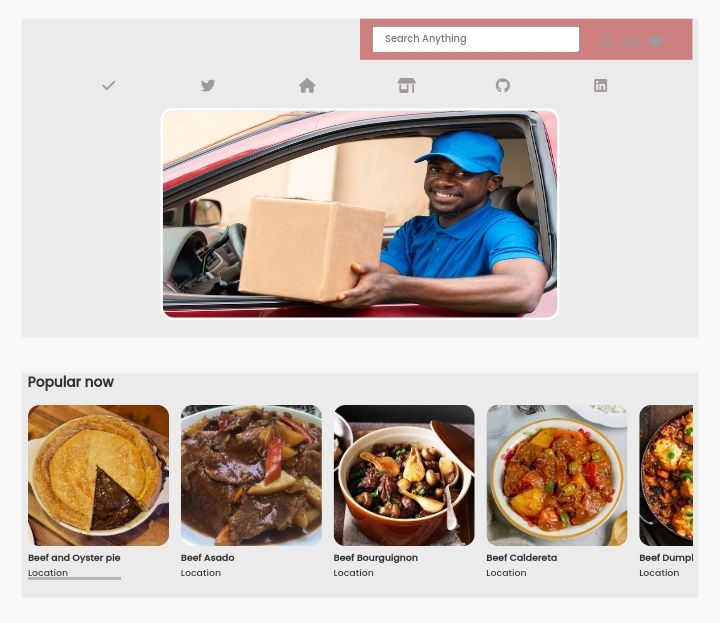 Search Anything
Popular now
Beef and Oyster pie
Location
Beef Asado
Location
Beef Bourguignon
Location
Beef Caldereta
Location
Beef Dumpl
Location